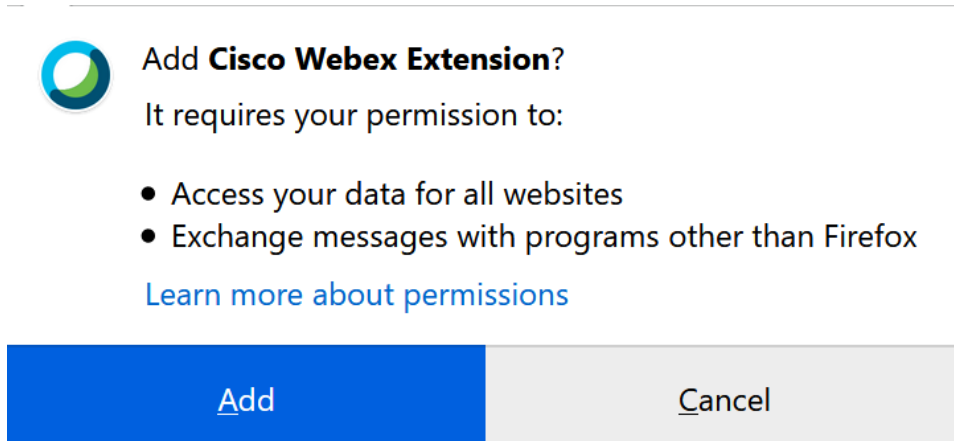 Add Cisco Webex Extension?
It requires your permission to:
• Access your data for all websites
• Exchange messages with programs other than Firefox
Learn more about permissions
Add
Cancel